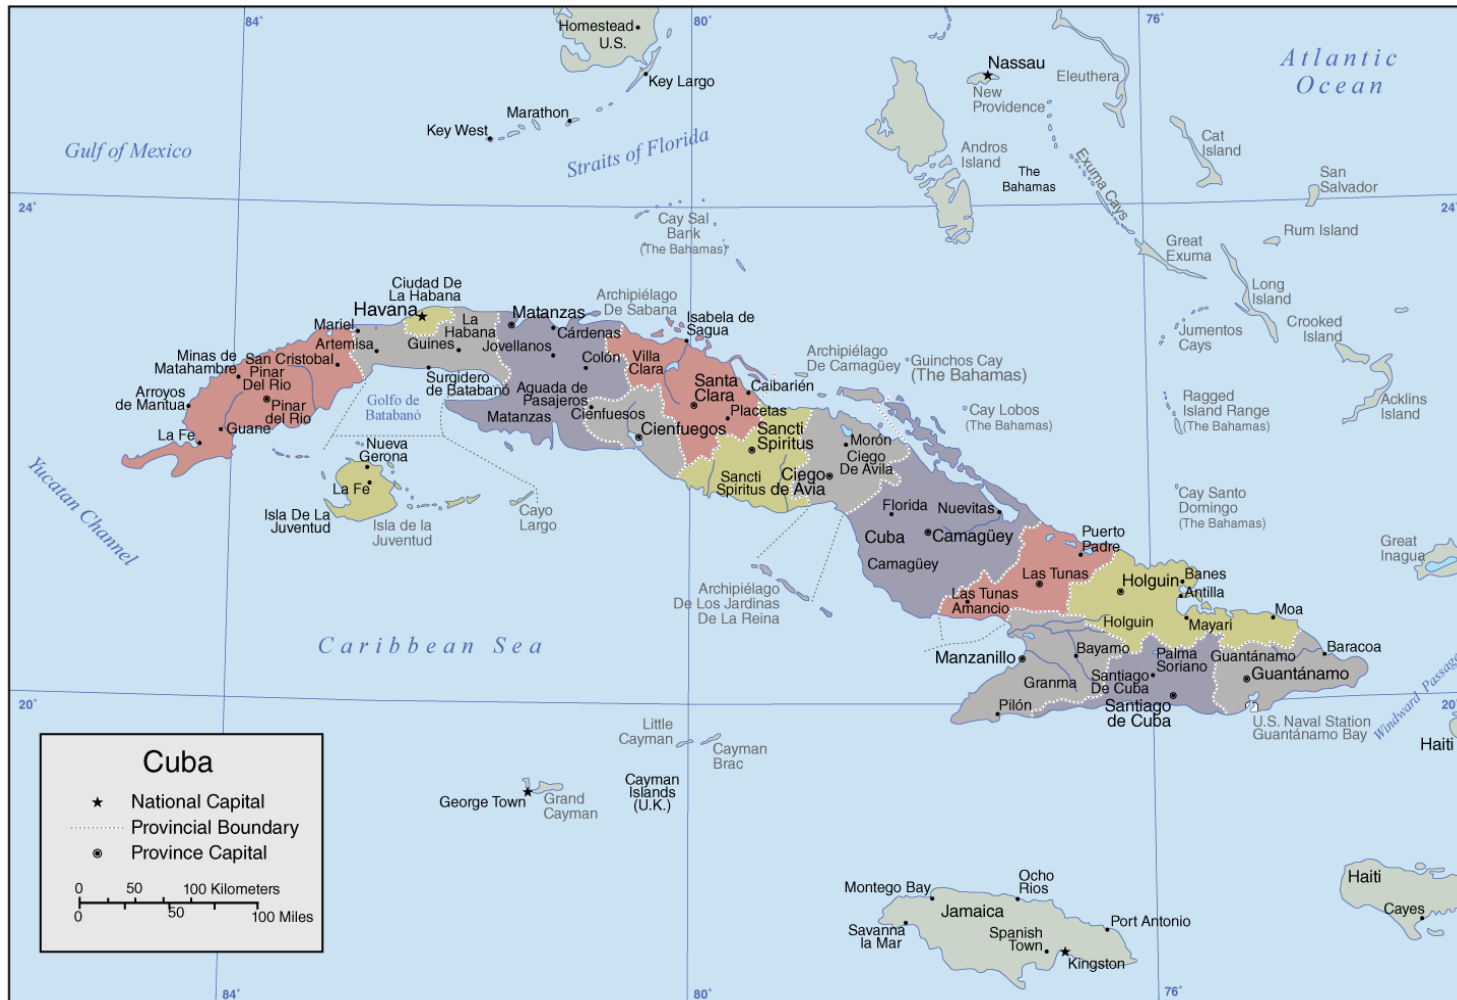 84˚
80˚
76˚
Homestead
U.S.
Key Largo
Marathon
Key West
Gulf of Mexico
Straits of Florida
Nassau
New
Providence
Eleuthera
Atlantic
Ocean
Andros
Island
The
Bahamas
Exuma Cays
Cat
Island
San
Salvador
24˚
24˚
Cay Sal
Bank
(The Bahamas)
Great
Exuma
Rum Island
Long
Island
Crooked
Island
Jumentos
Cays
Acklins
Island
Ragged
Island Range
(The Bahamas)
Ciudad De
La Habana
Havana
La
Habana
Mariel
Artemisa
Guines
Matanzas
Cárdenas
Jovellanos
Colón
Archipiélago
De Sabana
Isabela de
Sagua
Villa
Clara
Archipiélago
De Camagüey
Guinchos Cay
(The Bahamas)
Cay Lobos
(The Bahamas)
Minas de
Matahambre
San Cristobal
Pinar
Del Rio
Pinar
del Rio
Arroyos
de Mantua
La Fe
Guane
Surgidero
de Batabanó
Golfo de
Batabanó
Aguada de
Pasajeros
Matanzas
Cienfuesos
Cienfuegos
Santa
Clara
Caibarién
Placetas
Sancti
Spiritus
Sancti
Spiritus
Morón
Ciego
De Avila
Ciego
de Avia
Nueva
Gerona
La Fe
Isla De La
Juventud
Isla de la
Juventud
Cayo
Largo
Yucatan Channel
Florida
Nuevitas
Cuba
Camagüey
Camagüey
Cay Santo
Domingo
(The Bahamas)
Great
Inagua
Puerto
Padre
Las Tunas
Las Tunas
Amancio
Holguin
Banes
Antilla
Holguin
Mayari
Moa
Archipiélago
De Los Jardinas
De La Reina
Caribbean Sea
Manzanillo
Bayamo
Granma
Pilón
Palma
Soriano
Santiago
De Cuba
Santiago
de Cuba
Guantánamo
Guantánamo
Baracoa
U.S. Naval Station
Guantánamo Bay
Windward Passage
20˚
20˚
Haiti
Little
Cayman
Cayman
Brac
Cayman
Islands
(U.K.)
George Town
Grand
Cayman
Cuba
National Capital
Provincial Boundary
Province Capital
0 50 100 Kilometers
0 50 100 Miles
Montego Bay
Ocho
Rios
Jamaica
Savanna
la Mar
Spanish
Town
Port Antonio
Kingston
Haiti
Cayes
84˚
80˚
76˚